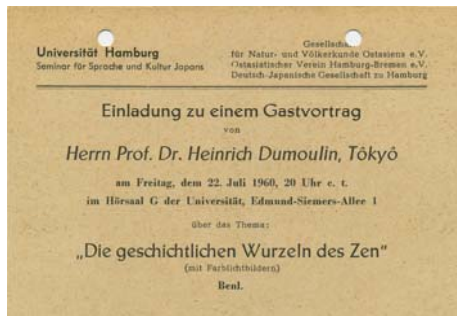 Universität Hamburg
Seminar für Sprache und Kultur Japans
Gesellschaft
für Natur- und Völkerkunde Ostasiens e.V.
Ostasiatischer Verein Hamburg-Bremen e.V.
Deutsch-Japanische Gesellschaft zu Hamburg
Einladung zu einem Gastvortrag
von
Herrn Prof. Dr. Heinrich Dumoulin, Tôkyô
am Freitag, dem 22. Juli 1960, 20 Uhr c. t.
im Hörsaal G der Universität, Edmund-Siemers-Allee 1
über das Thema:
„Die geschichtlichen Wurzeln des Zen“
(mit Farblichtbildern)
Benl.